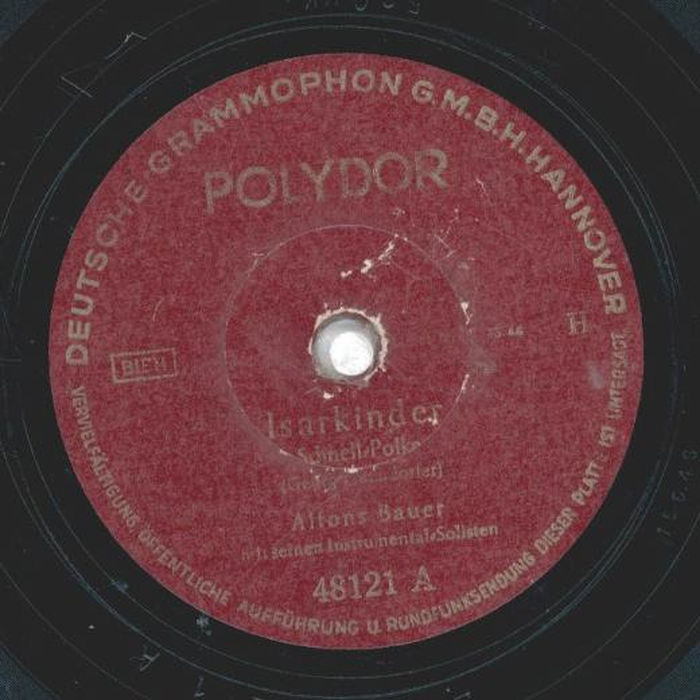 DEUTSCHE GRAMMOPHON G.M.B.H. HANNOVER
POLYDOR
BIEM
H
Isarkinder
Schnell-Polka
Alfons Bauer
mit seinen Instrumental-Solisten
48121 A
VERVIELFÄLTIGUNG ÖFFENTLICHE AUFFÜHRUNG U. RUNDFUNKSENDUNG DIESER PLATTE IST UNTERSAGT